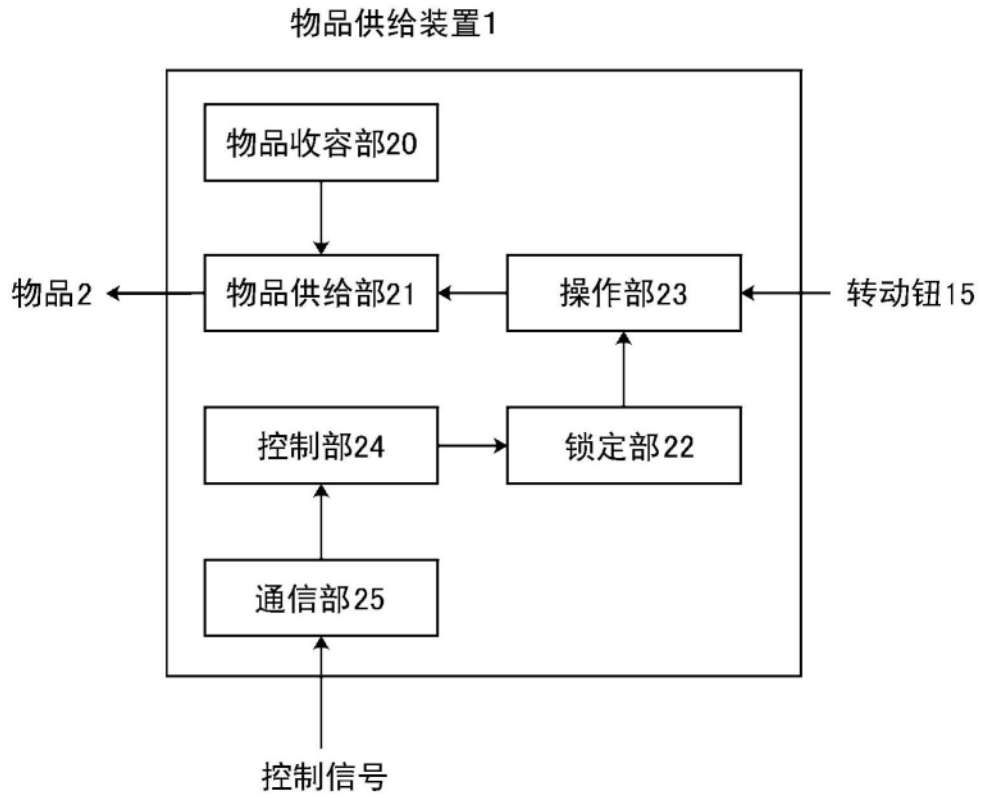 物品供给装置1
物品收容部20
物品2
物品供给部21
操作部23
转动钮15
控制部24
锁定部22
通信部25
控制信号